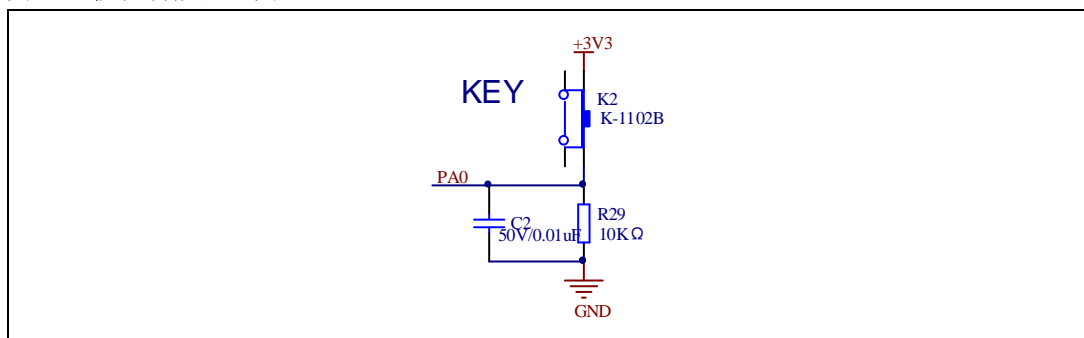 +3V3
KEY
K2
K-1102B
PA0
C2
50V/0.01uF
R29
10KΩ
GND